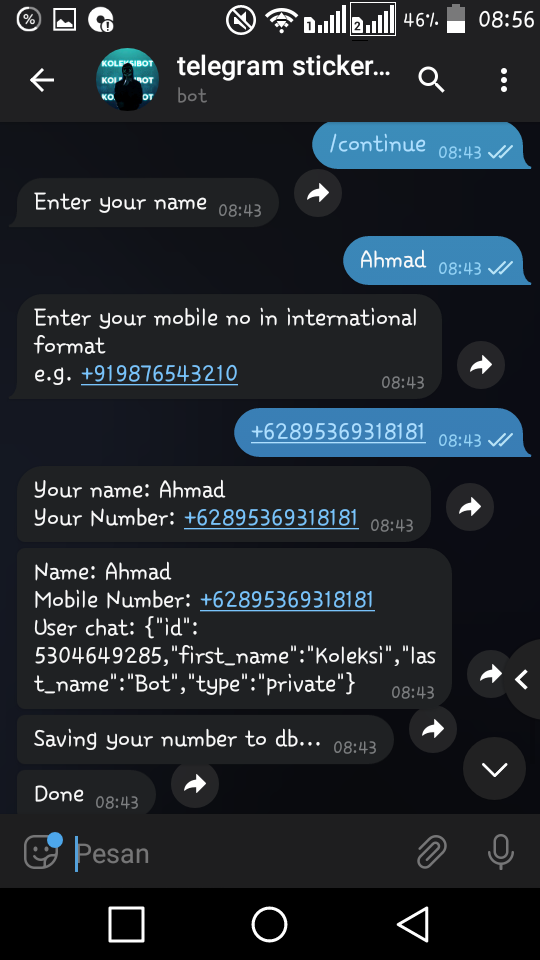 46% 08:56
KOLEKSIBOT
telegram sticker...
bot
/continue 08:43
Enter your name 08:43
Ahmad 08:43
Enter your mobile no in international
format
e.g. +919876543210 08:43
+62895369318181 08:43
Your name: Ahmad
Your Number: +62895369318181 08:43
Name: Ahmad
Mobile Number: +62895369318181
User chat: {"id":
5304649285,"first_name":"Koleksi","las
t_name":"Bot","type":"private"} 08:43
Saving your number to db... 08:43
Done 08:43
Pesan